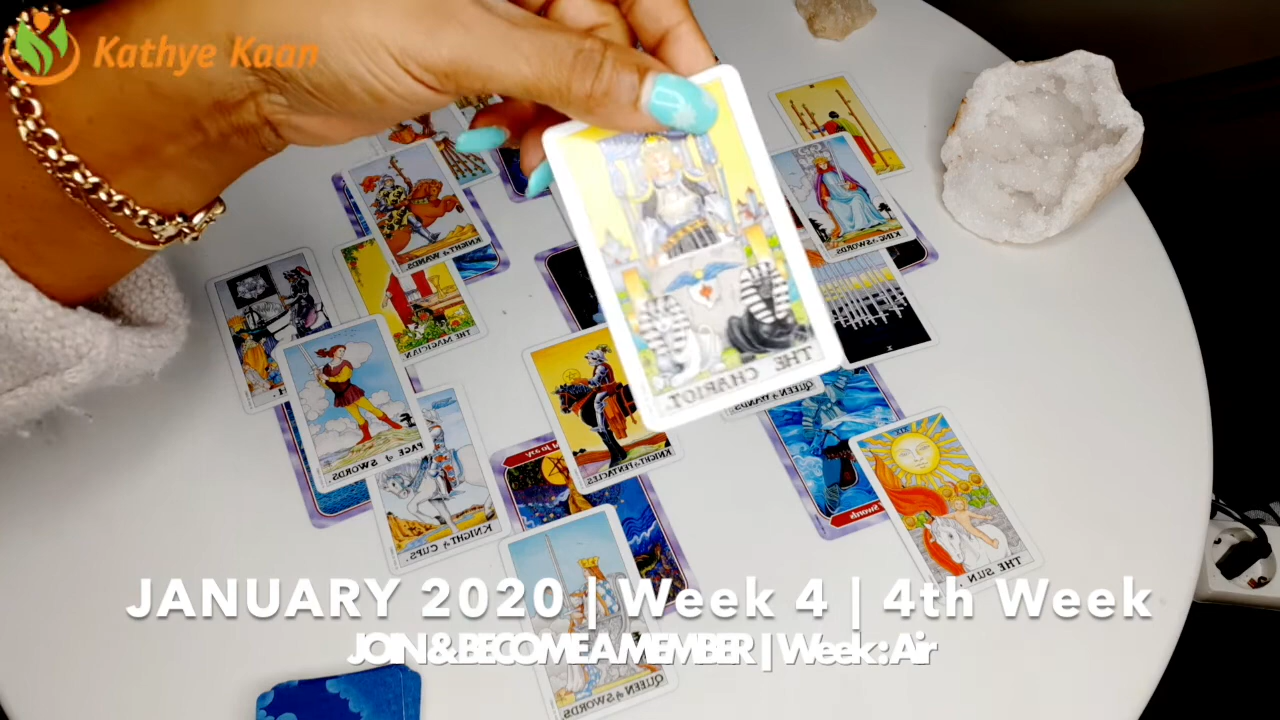 Kathye Kaan
KNIGHT of WANDS
KING of SWORDS
THE MAGICIAN
THE CHARIOT.
QUEEN of WANDS
X
XIX
PAGE of SWORDS
KNIGHT of PENTACLES
KNIGHT of CUPS.
Swords
THE SUN
JANUARY 2020 | Week 4 | 4th Week
JOIN & BECOME A MEMBER | Week: Air
QUEEN of SWORDS